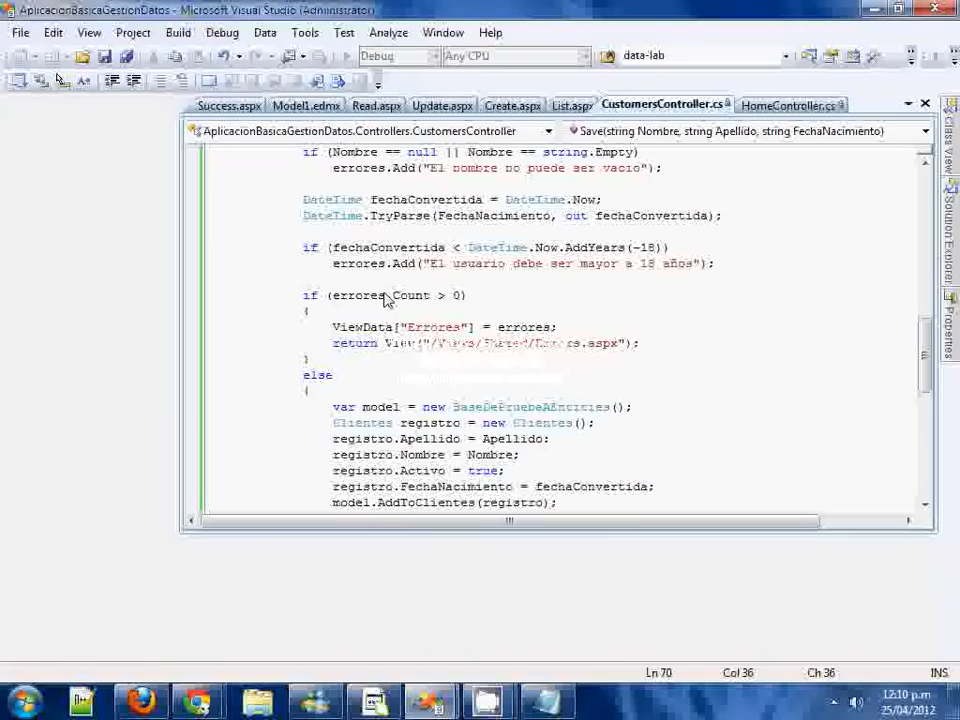 AplicacionBasicaGestionDatos - Microsoft Visual Studio (Administrator)
File Edit View Project Build Debug Data Tools Test Analyze Window Help
Debug Any CPU data-lab
Success.aspx Model1.edmx Read.aspx Update.aspx Create.aspx List.aspx CustomersController.cs HomeController.cs
AplicacionBasicaGestionDatos.Controllers.CustomersController Save(string Nombre, string Apellido, string FechaNacimiento)
if (Nombre == null || Nombre == string.Empty)
errores.Add("El nombre no puede ser vacio");
DateTime fechaConvertida = DateTime.Now;
DateTime.TryParse(FechaNacimiento, out fechaConvertida);
if (fechaConvertida < DateTime.Now.AddYears(-18))
errores.Add("El usuario debe ser mayor a 18 años");
if (errores.Count > 0)
{
ViewData["Errores"] = errores;
return View("/Views/Shared/Errors.aspx");
}
else
{
var model = new BaseDePruebaAEntities();
Clientes registro = new Clientes();
registro.Apellido = Apellido;
registro.Nombre = Nombre;
registro.Activo = true;
registro.FechaNacimiento = fechaConvertida;
model.AddToClientes(registro);
Class View
Solution Explorer
Properties
Ln 70 Col 36 Ch 36 INS
12:10 p.m.
25/04/2012